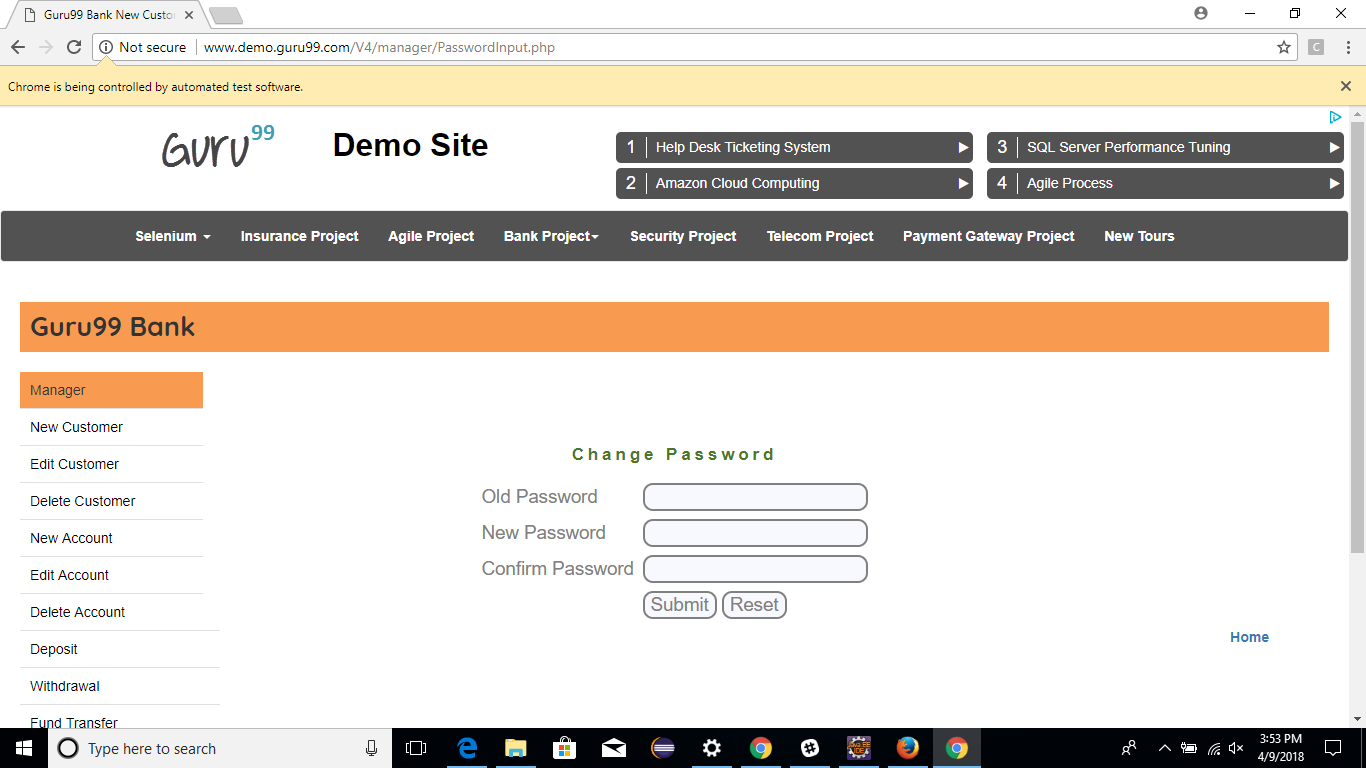 Guru99 Bank New Custo
Not secure www.demo.guru99.com/V4/manager/PasswordInput.php
C
Chrome is being controlled by automated test software.
Guru99
Demo Site
1 Help Desk Ticketing System
3 SQL Server Performance Tuning
2 Amazon Cloud Computing
4 Agile Process
Selenium Insurance Project Agile Project Bank Project Security Project Telecom Project Payment Gateway Project New Tours
Guru99 Bank
Manager
New Customer
Edit Customer
Delete Customer
New Account
Edit Account
Delete Account
Deposit
Withdrawal
Fund Transfer
Change Password
Old Password
New Password
Confirm Password
Submit Reset
Home
Type here to search
3:53 PM
4/9/2018